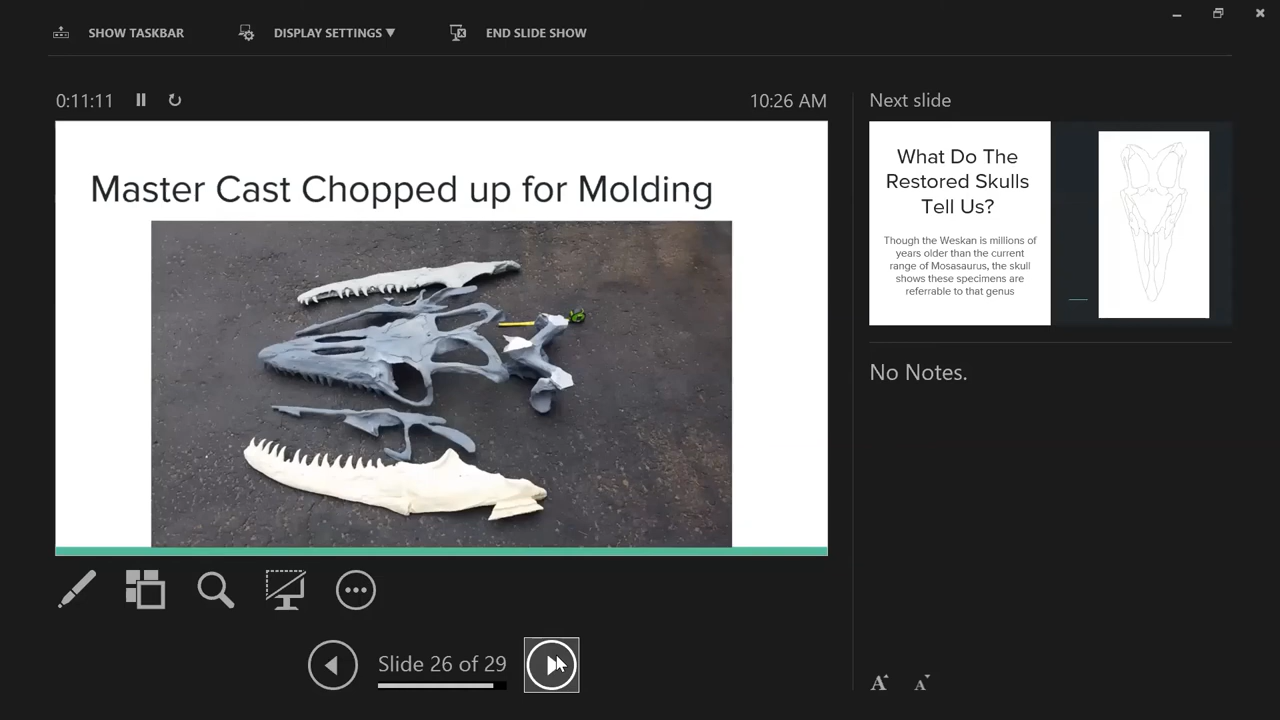 SHOW TASKBAR
DISPLAY SETTINGS ▼
END SLIDE SHOW
0:11:11
10:26 AM
Next slide
Master Cast Chopped up for Molding
What Do The
Restored Skulls
Tell Us?
Though the Weskan is millions of
years older than the current
range of Mosasaurus, the skull
shows these specimens are
referrable to that genus
No Notes.
Slide 26 of 29
A
A